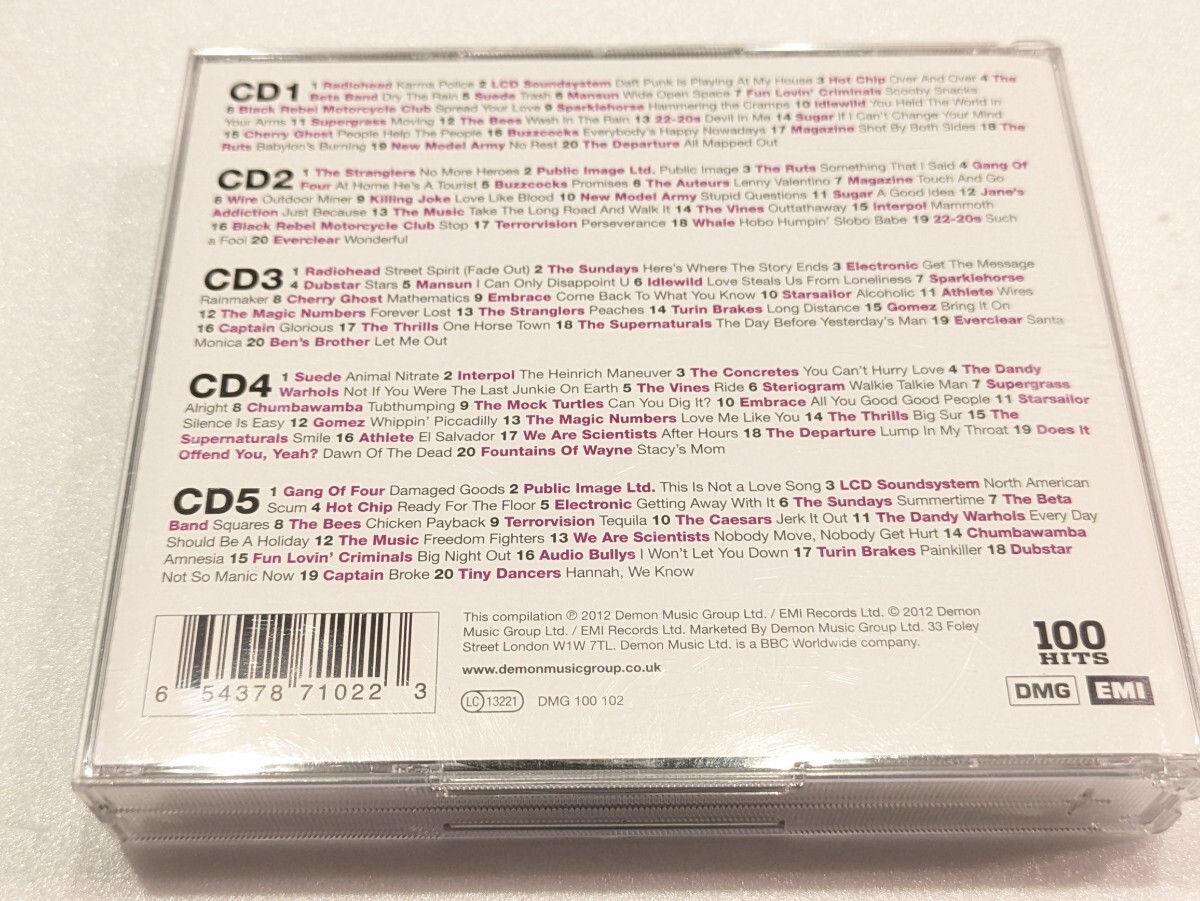 CD1 1 Radiohead Karma Police 2 LCD Soundsystem Daft Punk Is Playing At My House 3 Hot Chip Over And Over 4 The
Beta Band Dry The Rain 5 Suede Trash 6 Mansun Wide Open Space 7 Fun Lovin' Criminals Scooby Snacks
8 Black Rebel Motorcycle Club Spread Your Love 9 Sparklehorse Hammering the Cramps 10 Idlewild You Held The World In
Your Arms 11 Supergrass Moving 12 The Bees Wash In The Rain 13 22-20s Devil In Me 14 Sugar If I Can't Change Your Mind
15 Cherry Ghost People Help The People 16 Buzzcocks Everybody's Happy Nowadays 17 Magazine Shot By Both Sides 18 The
Ruts Babylon's Burning 19 New Model Army No Rest 20 The Departure All Mapped Out
CD2 1 The Stranglers No More Heroes 2 Public Image Ltd. Public Image 3 The Ruts Something That I Said 4 Gang Of
Four At Home He's A Tourist 5 Buzzcocks Promises 6 The Auteurs Lenny Valentino 7 Magazine Touch And Go
8 Wire Outdoor Miner 9 Killing Joke Love Like Blood 10 New Model Army Stupid Questions 11 Sugar A Good Idea 12 Jane's
Addiction Just Because 13 The Music Take The Long Road And Walk It 14 The Vines Outtathaway 15 Interpol Mammoth
16 Black Rebel Motorcycle Club Stop 17 Terrorvision Perseverance 18 Whale Hobo Humpin' Slobo Babe 19 22-20s Such
a Fool 20 Everclear Wonderful
CD3 1 Radiohead Street Spirit (Fade Out) 2 The Sundays Here's Where The Story Ends 3 Electronic Get The Message
4 Dubstar Stars 5 Mansun I Can Only Disappoint U 6 Idlewild Love Steals Us From Loneliness 7 Sparklehorse
Rainmaker 8 Cherry Ghost Mathematics 9 Embrace Come Back To What You Know 10 Starsailor Alcoholic 11 Athlete Wires
12 The Magic Numbers Forever Lost 13 The Stranglers Peaches 14 Turin Brakes Long Distance 15 Gomez Bring It On
16 Captain Glorious 17 The Thrills One Horse Town 18 The Supernaturals The Day Before Yesterday's Man 19 Everclear Santa
Monica 20 Ben's Brother Let Me Out
CD4 1 Suede Animal Nitrate 2 Interpol The Heinrich Maneuver 3 The Concretes You Can't Hurry Love 4 The Dandy
Warhols Not If You Were The Last Junkie On Earth 5 The Vines Ride 6 Steriogram Walkie Talkie Man 7 Supergrass
Alright 8 Chumbawamba Tubthumping 9 The Mock Turtles Can You Dig It? 10 Embrace All You Good Good People 11 Starsailor
Silence Is Easy 12 Gomez Whippin' Piccadilly 13 The Magic Numbers Love Me Like You 14 The Thrills Big Sur 15 The
Supernaturals Smile 16 Athlete El Salvador 17 We Are Scientists After Hours 18 The Departure Lump In My Throat 19 Does It
Offend You, Yeah? Dawn Of The Dead 20 Fountains Of Wayne Stacy's Mom
CD5 1 Gang Of Four Damaged Goods 2 Public Image Ltd. This Is Not a Love Song 3 LCD Soundsystem North American
Scum 4 Hot Chip Ready For The Floor 5 Electronic Getting Away With It 6 The Sundays Summertime 7 The Beta
Band Squares 8 The Bees Chicken Payback 9 Terrorvision Tequila 10 The Caesars Jerk It Out 11 The Dandy Warhols Every Day
Should Be A Holiday 12 The Music Freedom Fighters 13 We Are Scientists Nobody Move, Nobody Get Hurt 14 Chumbawamba
Amnesia 15 Fun Lovin' Criminals Big Night Out 16 Audio Bullys I Won't Let You Down 17 Turin Brakes Painkiller 18 Dubstar
Not So Manic Now 19 Captain Broke 20 Tiny Dancers Hannah, We Know
This compilation ℗ 2012 Demon Music Group Ltd. / EMI Records Ltd. © 2012 Demon
Music Group Ltd. / EMI Records Ltd. Marketed By Demon Music Group Ltd. 33 Foley
Street London W1W 7TL. Demon Music Ltd. is a BBC Worldwide company.
www.demonmusicgroup.co.uk
LC 13221 DMG 100 102
6 54378 71022 3
100
HITS
DMG EMI